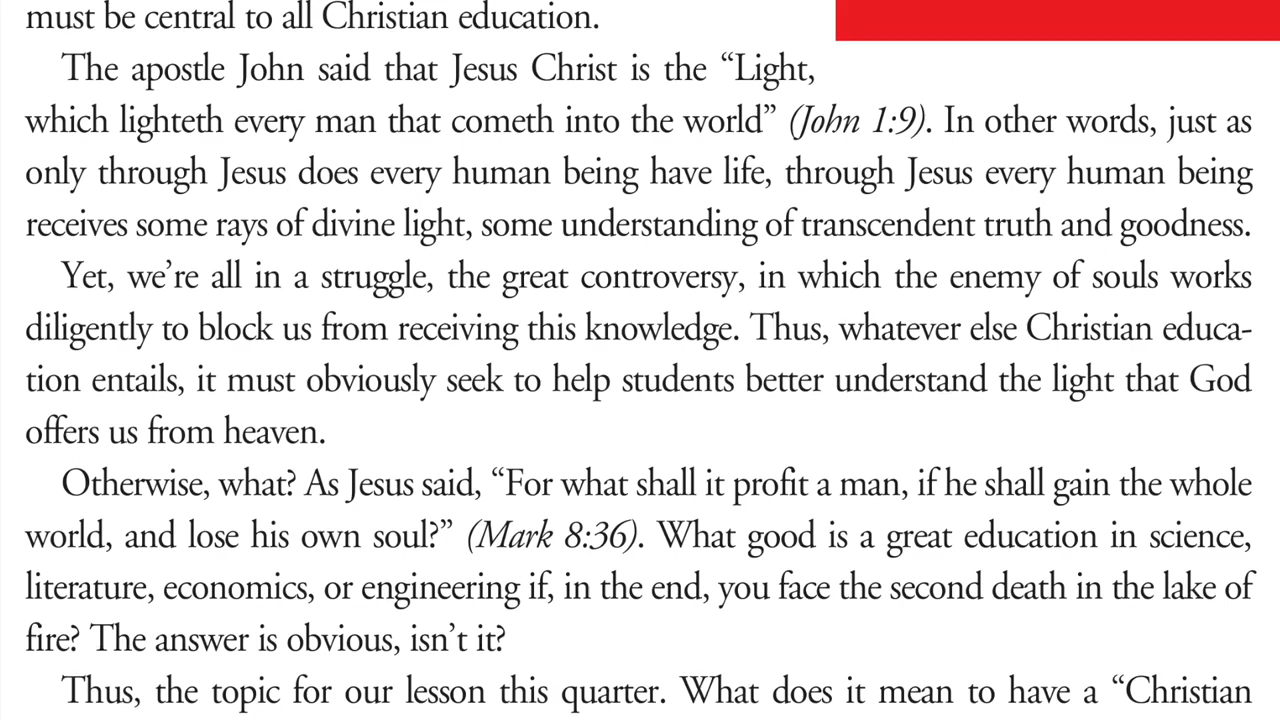 must be central to all Christian education.
The apostle John said that Jesus Christ is the “Light,
which lighteth every man that cometh into the world” (John 1:9). In other words, just as
only through Jesus does every human being have life, through Jesus every human being
receives some rays of divine light, some understanding of transcendent truth and goodness.
Yet, we’re all in a struggle, the great controversy, in which the enemy of souls works
diligently to block us from receiving this knowledge. Thus, whatever else Christian educa-
tion entails, it must obviously seek to help students better understand the light that God
offers us from heaven.
Otherwise, what? As Jesus said, “For what shall it profit a man, if he shall gain the whole
world, and lose his own soul?” (Mark 8:36). What good is a great education in science,
literature, economics, or engineering if, in the end, you face the second death in the lake of
fire? The answer is obvious, isn’t it?
Thus, the topic for our lesson this quarter. What does it mean to have a “Christian